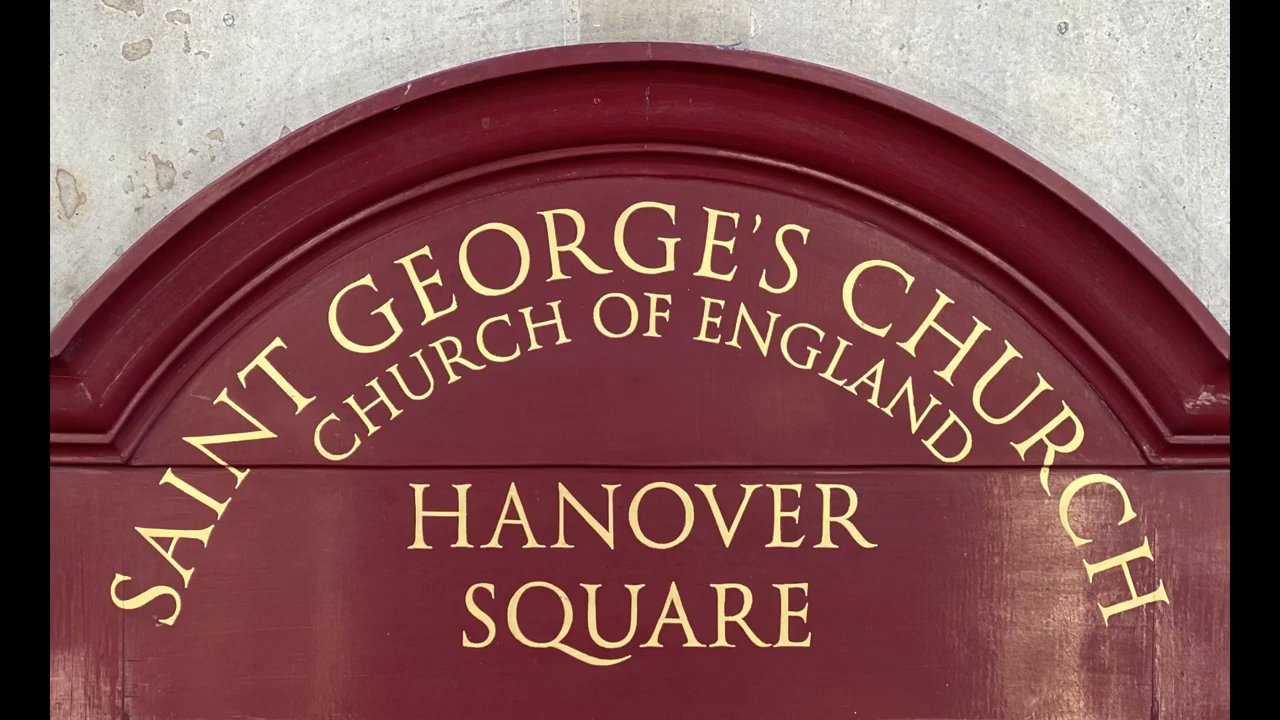 SAINT GEORGE'S CHURCH
CHURCH OF ENGLAND
HANOVER
SQUARE